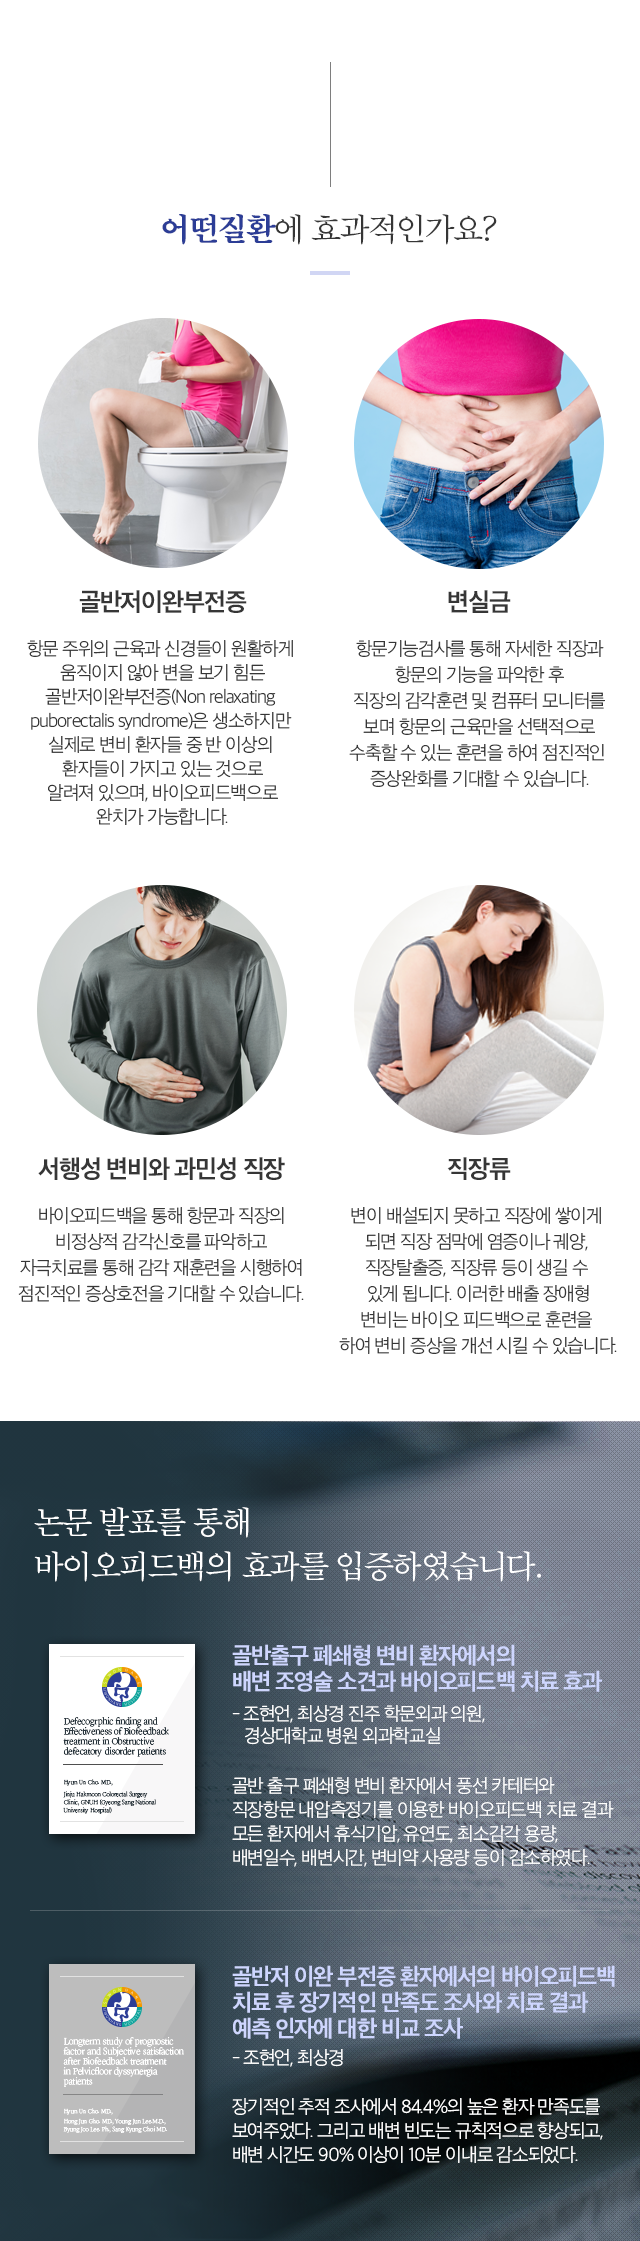 어떤질환에 효과적인가요?
골반저이완부전증
항문 주위의 근육과 신경들이 원활하게
움직이지 않아 변을 보기 힘든
골반저이완부전증(Non relaxating
puborectalis syndrome)은 생소하지만
실제로 변비 환자들 중 반 이상의
환자들이 가지고 있는 것으로
알려져 있으며, 바이오피드백으로
완치가 가능합니다.
변실금
항문기능검사를 통해 자세한 직장과
항문의 기능을 파악한 후
직장의 감각훈련 및 컴퓨터 모니터를
보며 항문의 근육만을 선택적으로
수축할 수 있는 훈련을 하여 점진적인
증상완화를 기대할 수 있습니다.
서행성 변비와 과민성 직장
바이오피드백을 통해 항문과 직장의
비정상적 감각신호를 파악하고
자극치료를 통해 감각 재훈련을 시행하여
점진적인 증상호전을 기대할 수 있습니다.
직장류
변이 배설되지 못하고 직장에 쌓이게
되면 직장 점막에 염증이나 궤양,
직장탈출증, 직장류 등이 생길 수
있게 됩니다. 이러한 배출 장애형
변비는 바이오 피드백으로 훈련을
하여 변비 증상을 개선 시킬 수 있습니다.
논문 발표를 통해
바이오피드백의 효과를 입증하였습니다.
Defecogrphic finding and
Effectiveness of Biofeedback
treatment in Obstructive
defecatory disorder patients
Hyun Un Cho. MD.,
Jinju Hakmoon Colorectal Surgery
Clinic, GNUH (Gyeong Sang National
University Hospital)
골반출구 폐쇄형 변비 환자에서의
배변 조영술 소견과 바이오피드백 치료 효과
- 조현언, 최상경 진주 학문외과 의원,
경상대학교 병원 외과학교실
골반 출구 폐쇄형 변비 환자에서 풍선 카테터와
직장항문 내압측정기를 이용한 바이오피드백 치료 결과
모든 환자에서 휴식기압, 유연도, 최소감각 용량,
배변일수, 배변시간, 변비약 사용량 등이 감소하였다.
Longterm study of prognostic
factor and Subjective satisfaction
after Biofeedback treatment
in Pelvicfloor dyssynergia
patients
Hyun Un Cho. MD.,
Hong Jun Cho. MD., Young Jun Lee M.D.,
Byung Joo Lee. Ph., Sang Kyung Choi MD.
골반저 이완 부전증 환자에서의 바이오피드백
치료 후 장기적인 만족도 조사와 치료 결과
예측 인자에 대한 비교 조사
- 조현언, 최상경
장기적인 추적 조사에서 84.4%의 높은 환자 만족도를
보여주었다. 그리고 배변 빈도는 규칙적으로 향상되고,
배변 시간도 90% 이상이 10분 이내로 감소되었다.